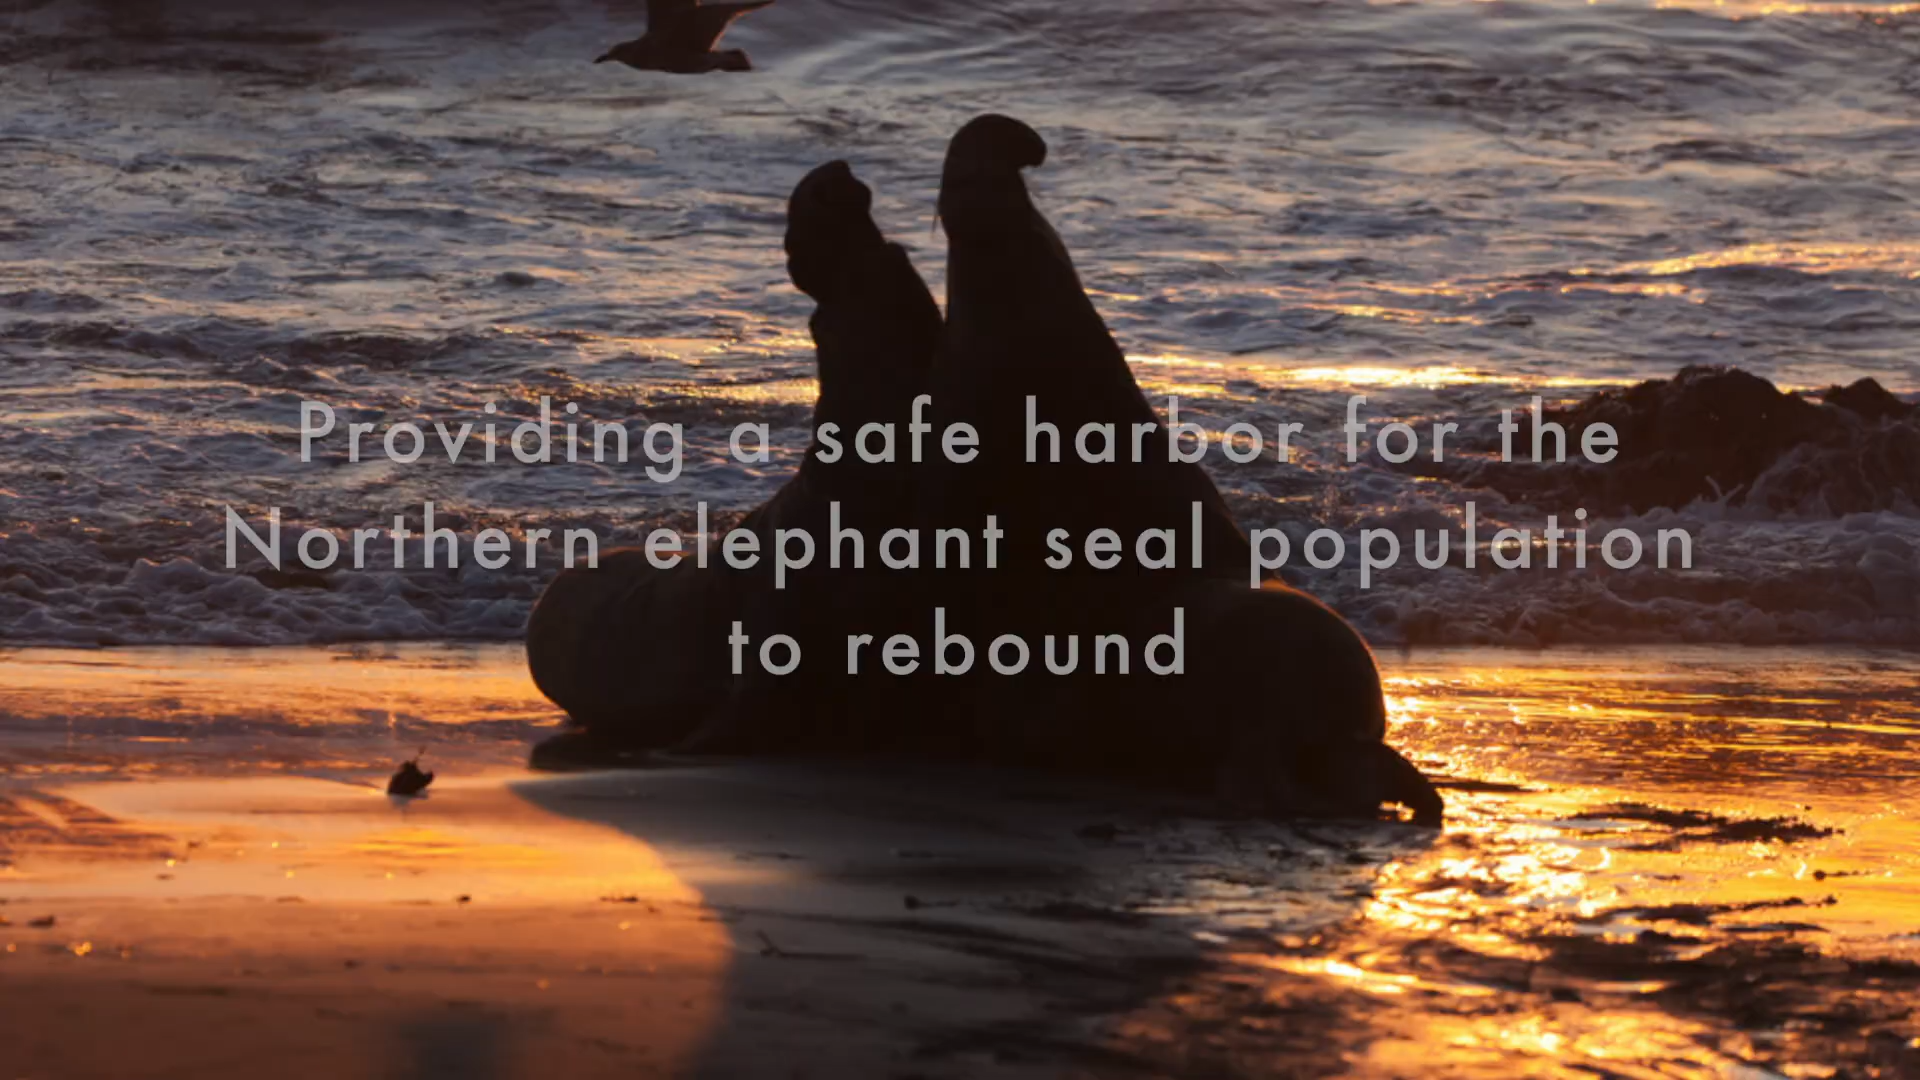 Providing a safe harbor for the
Northern elephant seal population
to rebound